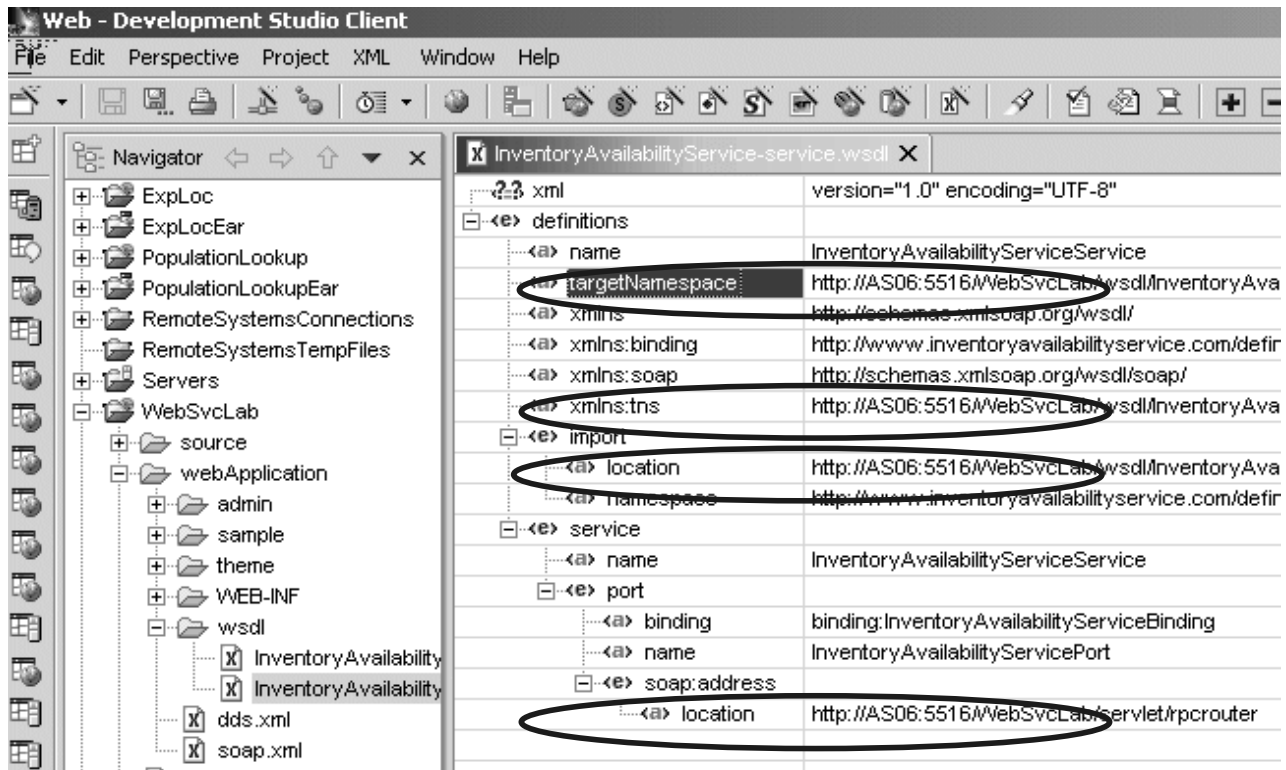 Web - Development Studio Client
File Edit Perspective Project XML Window Help
Navigator
ExpLoc
ExpLocEar
PopulationLookup
PopulationLookupEar
RemoteSystemsConnections
RemoteSystemsTempFiles
Servers
WebSvcLab
source
webApplication
admin
sample
theme
WEB-INF
wsdl
InventoryAvailability
InventoryAvailability
dds.xml
soap.xml
InventoryAvailabilityService-service.wsdl
xml version="1.0" encoding="UTF-8"
definitions
name InventoryAvailabilityServiceService
targetNamespace http://AS06:5516/WebSvcLab/wsdl/InventoryAva
xmlns http://schemas.xmlsoap.org/wsdl/
xmlns:binding http://www.inventoryavailabilityservice.com/defin
xmlns:soap http://schemas.xmlsoap.org/wsdl/soap/
xmlns:tns http://AS06:5516/WebSvcLab/wsdl/InventoryAva
import
location http://AS06:5516/WebSvcLab/wsdl/InventoryAva
namespace http://www.inventoryavailabilityservice.com/defin
service
name InventoryAvailabilityServiceService
port
binding binding:InventoryAvailabilityServiceBinding
name InventoryAvailabilityServicePort
soap:address
location http://AS06:5516/WebSvcLab/servlet/rpcrouter